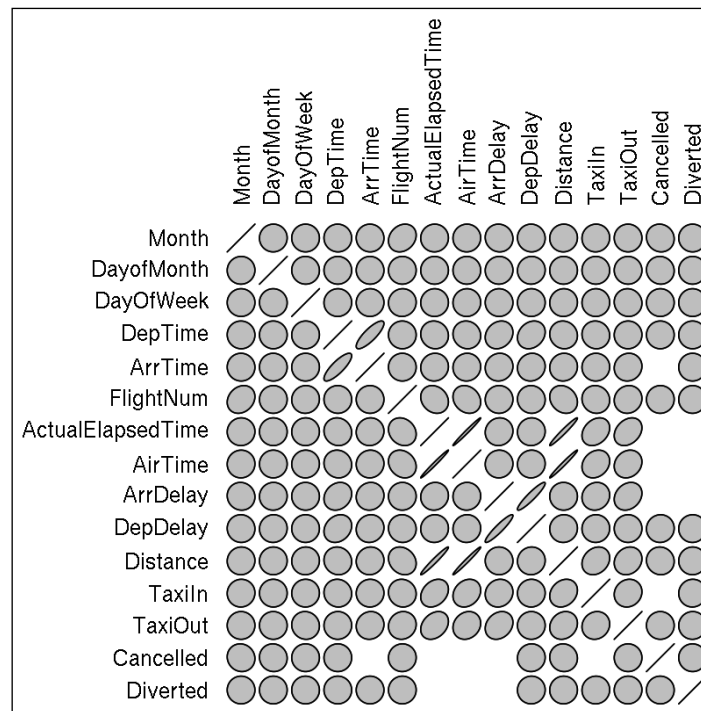 Month
DayofMonth
DayOfWeek
DepTime
ArrTime
FlightNum
ActualElapsedTime
AirTime
ArrDelay
DepDelay
Distance
TaxiIn
TaxiOut
Cancelled
Diverted
Month
DayofMonth
DayOfWeek
DepTime
ArrTime
FlightNum
ActualElapsedTime
AirTime
ArrDelay
DepDelay
Distance
TaxiIn
TaxiOut
Cancelled
Diverted